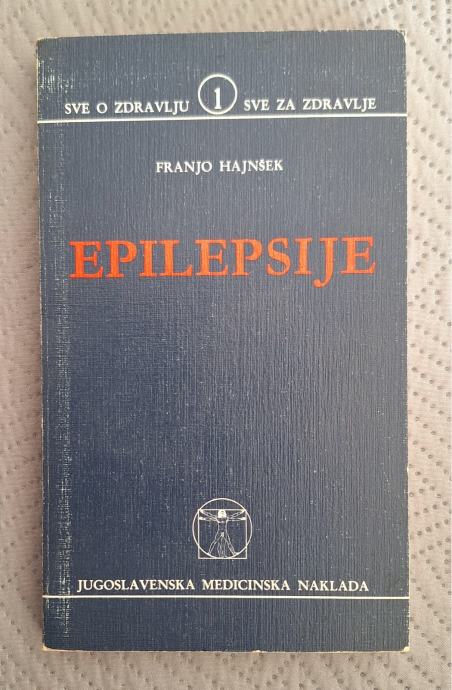 SVE O ZDRAVLJU 1 SVE ZA ZDRAVLJE
FRANJO HAJNŠEK
EPILEPSIJE
JUGOSLAVENSKA MEDICINSKA NAKLADA